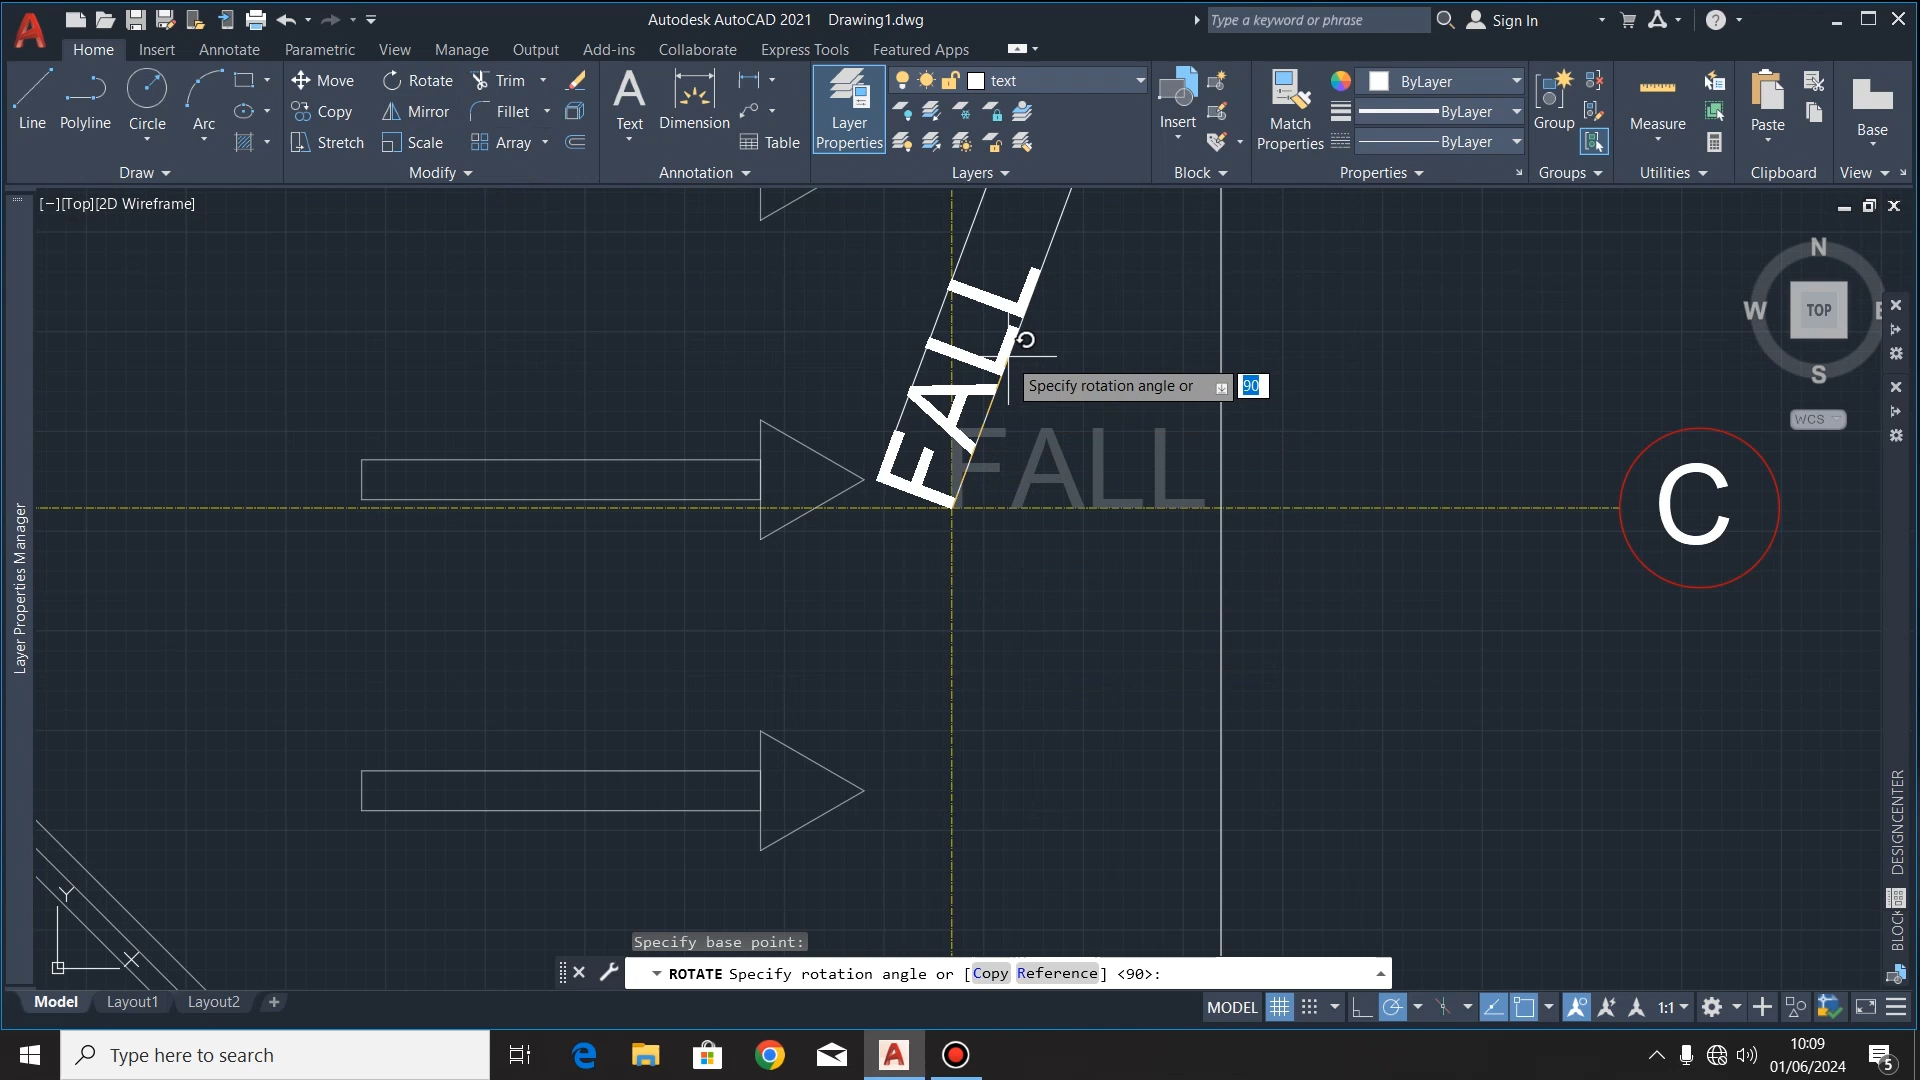 Autodesk AutoCAD 2021 Drawing1.dwg
Type a keyword or phrase
Sign In
Home Insert Annotate Parametric View Manage Output Add-ins Collaborate Express Tools Featured Apps
Line Polyline Circle Arc
Move Rotate Trim
Copy Mirror Fillet
Stretch Scale Array
Text Dimension Table
Layer Properties
text
Insert
Match Properties
ByLayer
ByLayer
ByLayer
Group
Measure
Paste
Base
Draw Modify Annotation Layers Block Properties Groups Utilities Clipboard View
[−][Top][2D Wireframe]
N
W TOP E
S
WCS
FALL
Specify rotation angle or 90
FALL
C
Layer Properties Manager
DESIGNCENTER
Y
X
Specify base point:
ROTATE Specify rotation angle or [Copy Reference] <90>:
Model Layout1 Layout2
MODEL 1:1
Type here to search
10:09
01/06/2024
5